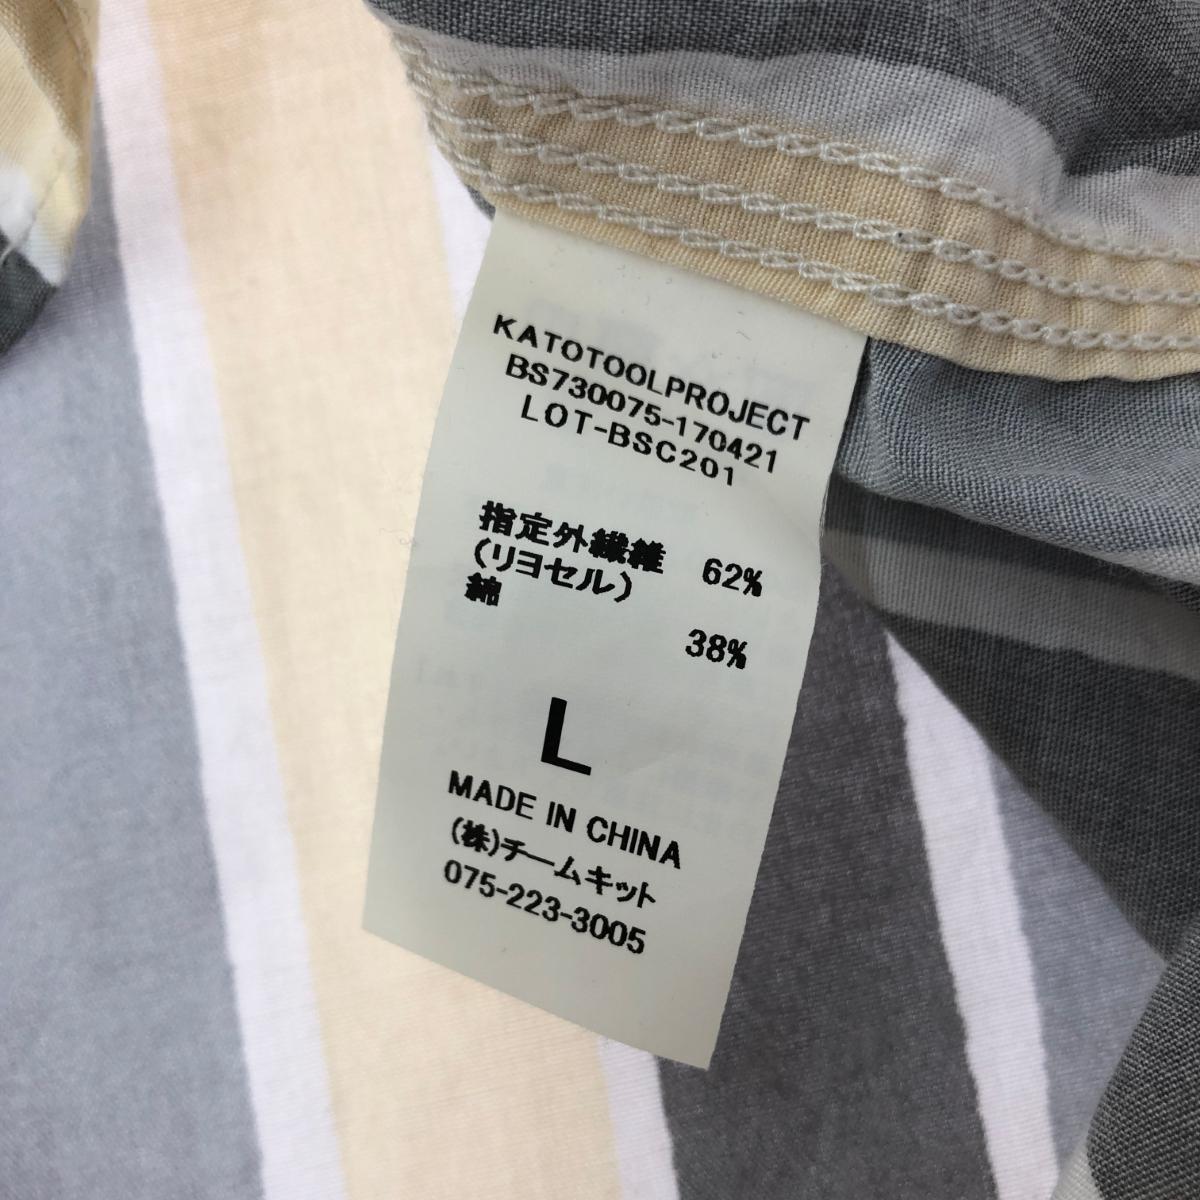 KATOTOOLPROJECT
BS730075-170421
LOT-BSC201
指定外繊維 62%
(リヨセル)
綿 38%
L
MADE IN CHINA
(株)チームキット
075-223-3005